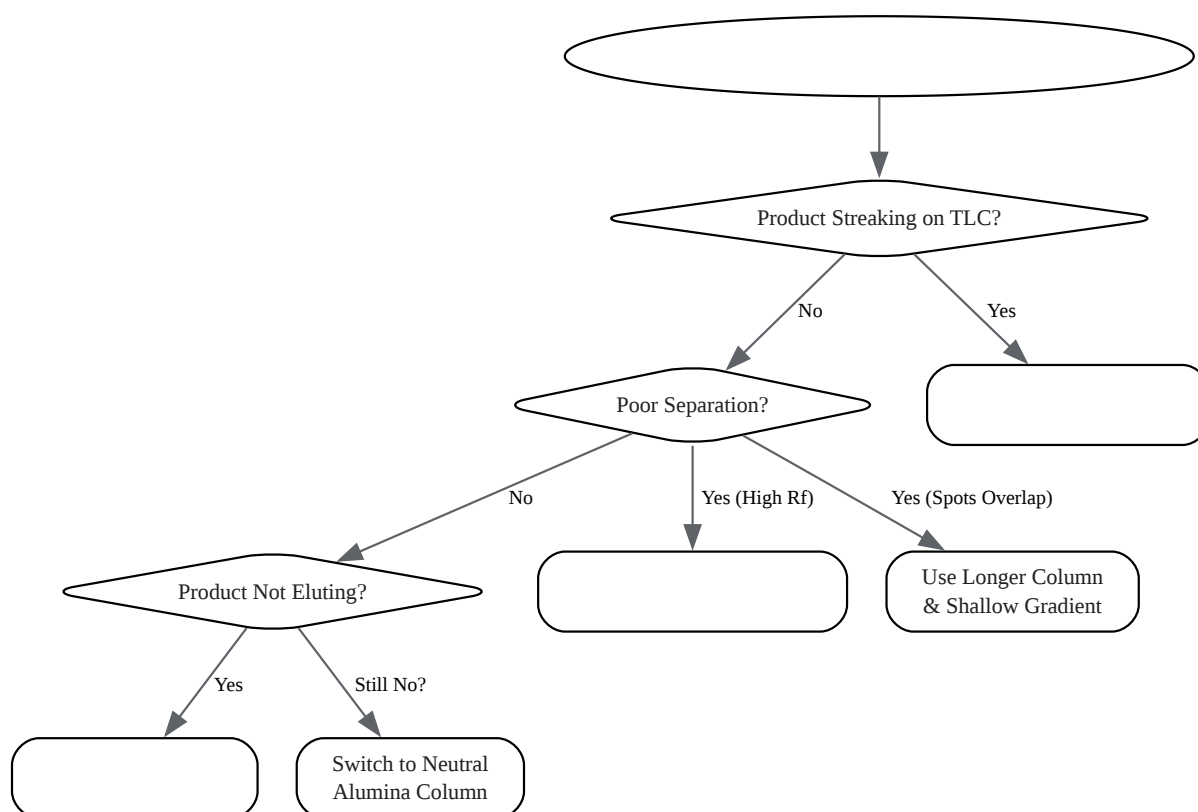 Product Streaking on TLC?
No
Yes
Poor Separation?
No
Yes (High Rf)
Yes (Spots Overlap)
Product Not Eluting?
Use Longer Column
& Shallow Gradient
Yes
Still No?
Switch to Neutral
Alumina Column